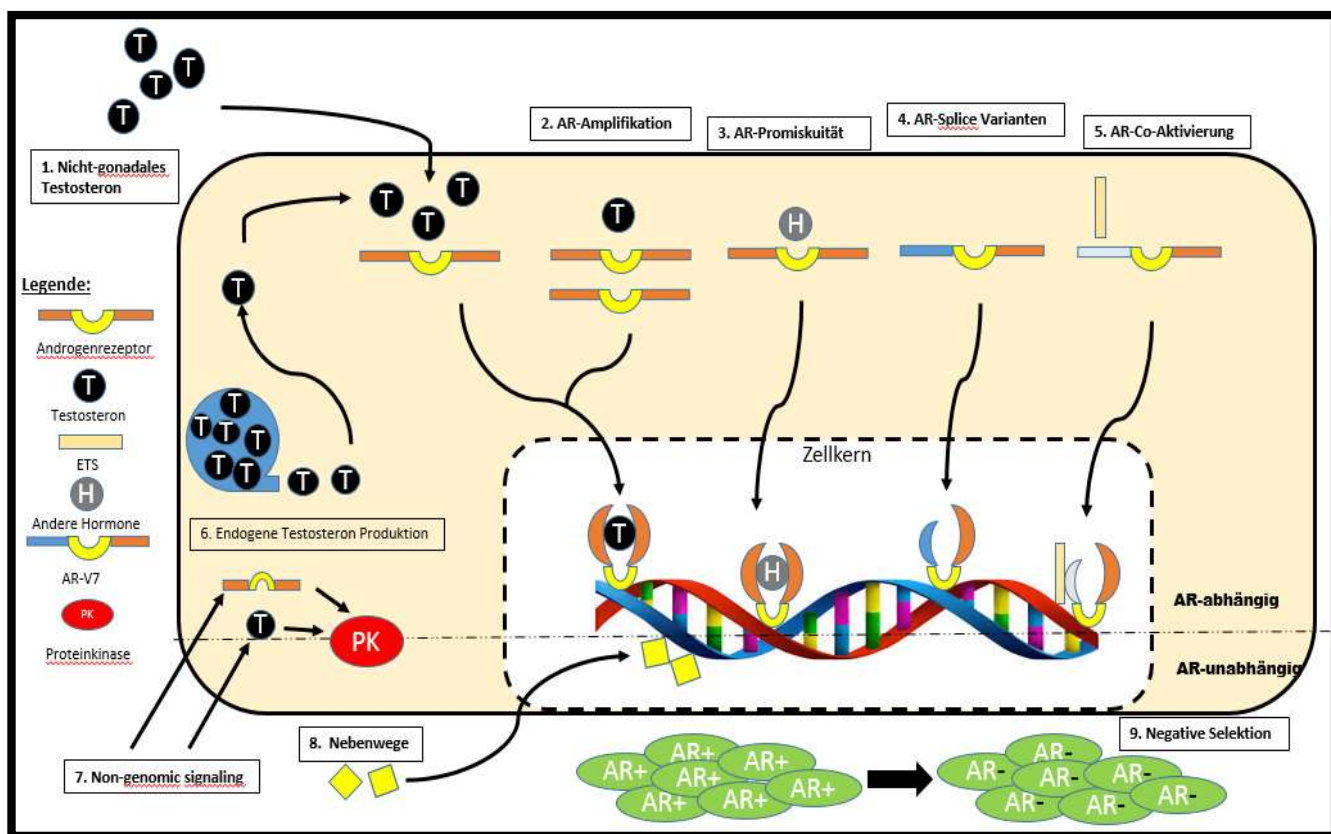 T
T
T
T
1. Nicht-gonadales
Testosteron
2. AR-Amplifikation
3. AR-Promiskuität
4. AR-Splice Varianten
5. AR-Co-Aktivierung
T
T
T
T
H
T
Legende:
Androgenrezeptor
T
Testosteron
ETS
H
Andere Hormone
AR-V7
PK
Proteinkinase
T
T
T
T
T
T
T
T
6. Endogene Testosteron Produktion
T
PK
Zellkern
T
H
AR-abhängig
AR-unabhängig
7. Non-genomic signaling
8. Nebenwege
9. Negative Selektion
AR+
AR+
AR+
AR+
AR+
AR+
AR+
AR-
AR-
AR-
AR-
AR-
AR-
AR-